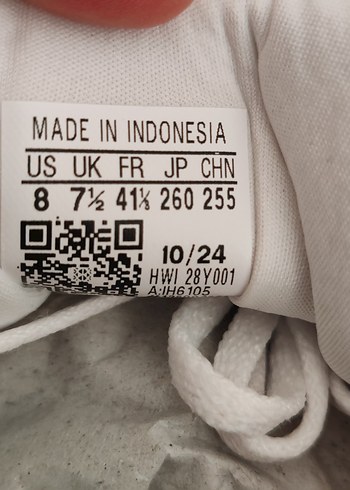 MADE IN INDONESIA
US UK FR JP CHN
8 7½ 41⅓ 260 255
10/24
HWI 28Y001
A:IH6105